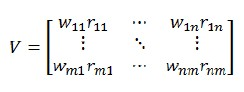 w₁₁r₁₁ ⋯ w₁ₙr₁ₙ
V = ⋮ ⋱ ⋮
wₘ₁rₘ₁ ⋯ wₙₘrₙₘ